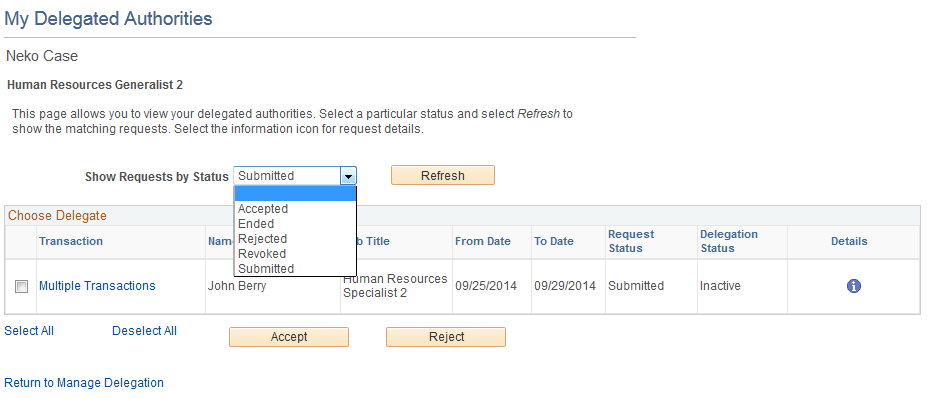 My Delegated Authorities
Neko Case
Human Resources Generalist 2
This page allows you to view your delegated authorities. Select a particular status and select Refresh to
show the matching requests. Select the information icon for request details.
Show Requests by Status Submitted Refresh
Accepted
Ended
Rejected
Revoked
Submitted
Choose Delegate
Transaction Nam b Title From Date To Date Request Status Delegation Status Details
Multiple Transactions John Berry Human Resources Specialist 2 09/25/2014 09/29/2014 Submitted Inactive
Select All Deselect All Accept Reject
Return to Manage Delegation